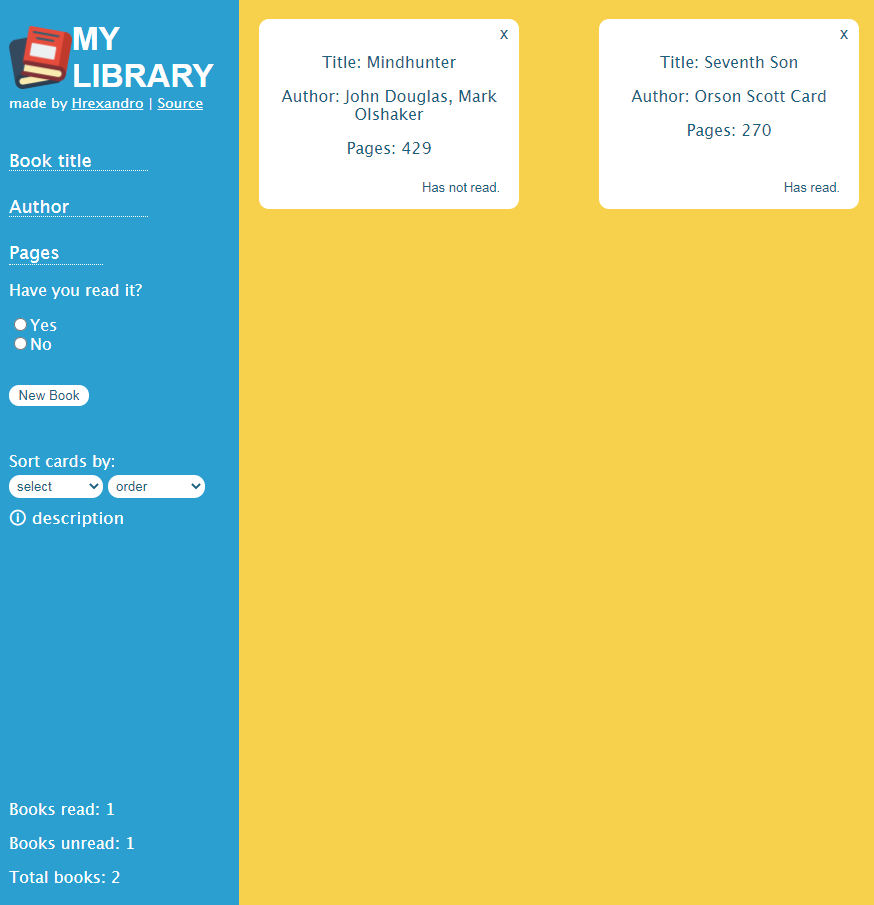 MY
LIBRARY
made by Hrexandro | Source
Book title
Author
Pages
Have you read it?
Yes
No
New Book
Sort cards by:
select order
ⓘ description
Books read: 1
Books unread: 1
Total books: 2
x
Title: Mindhunter
Author: John Douglas, Mark
Olshaker
Pages: 429
Has not read.
x
Title: Seventh Son
Author: Orson Scott Card
Pages: 270
Has read.